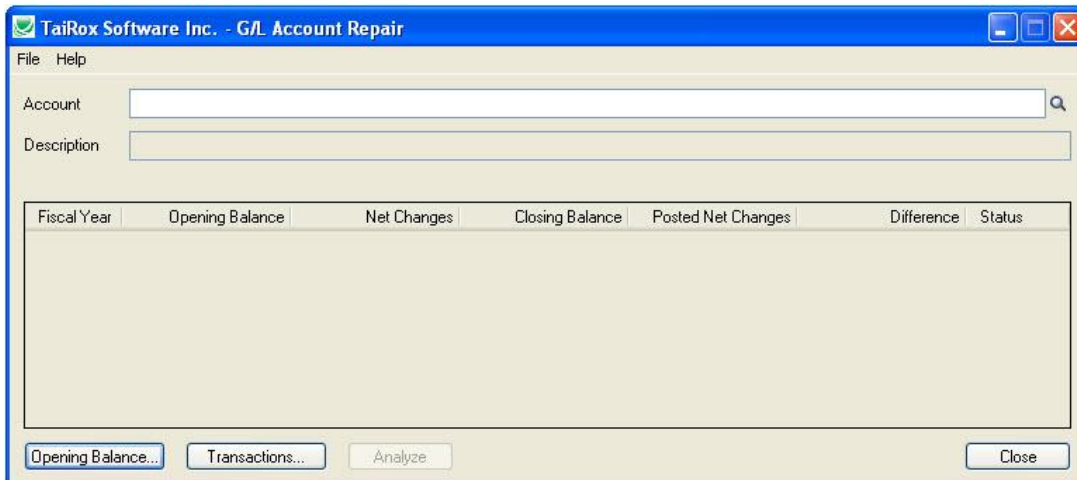 TaiRox Software Inc. - G/L Account Repair
File Help
Account
Description
Fiscal Year Opening Balance Net Changes Closing Balance Posted Net Changes Difference Status
Opening Balance... Transactions... Analyze Close